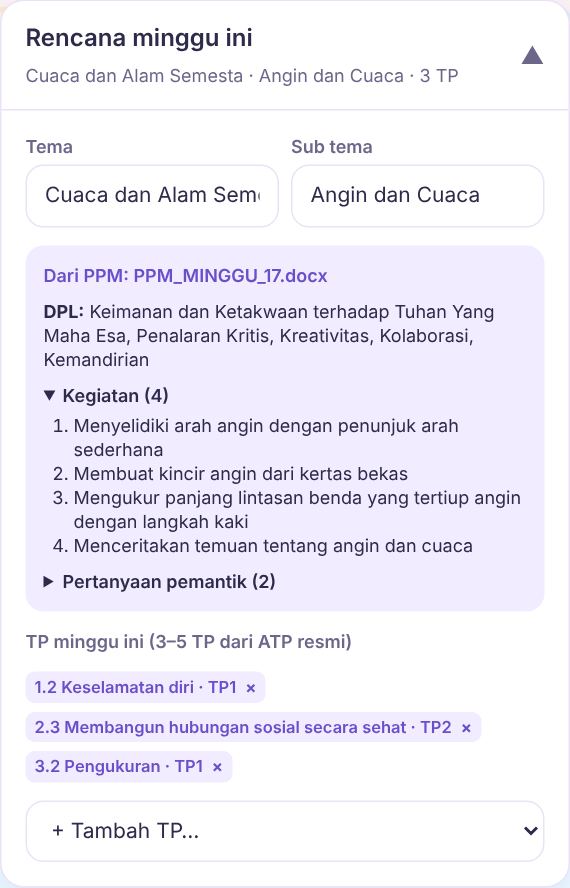 Rencana minggu ini
Cuaca dan Alam Semesta · Angin dan Cuaca · 3 TP
Tema
Sub tema
Cuaca dan Alam Sem
Angin dan Cuaca
Dari PPM: PPM_MINGGU_17.docx
DPL: Keimanan dan Ketakwaan terhadap Tuhan Yang
Maha Esa, Penalaran Kritis, Kreativitas, Kolaborasi,
Kemandirian
▼ Kegiatan (4)
1. Menyelidiki arah angin dengan penunjuk arah
sederhana
2. Membuat kincir angin dari kertas bekas
3. Mengukur panjang lintasan benda yang tertiup angin
dengan langkah kaki
4. Menceritakan temuan tentang angin dan cuaca
▶ Pertanyaan pemantik (2)
TP minggu ini (3–5 TP dari ATP resmi)
1.2 Keselamatan diri · TP1 ×
2.3 Membangun hubungan sosial secara sehat · TP2 ×
3.2 Pengukuran · TP1 ×
+ Tambah TP...